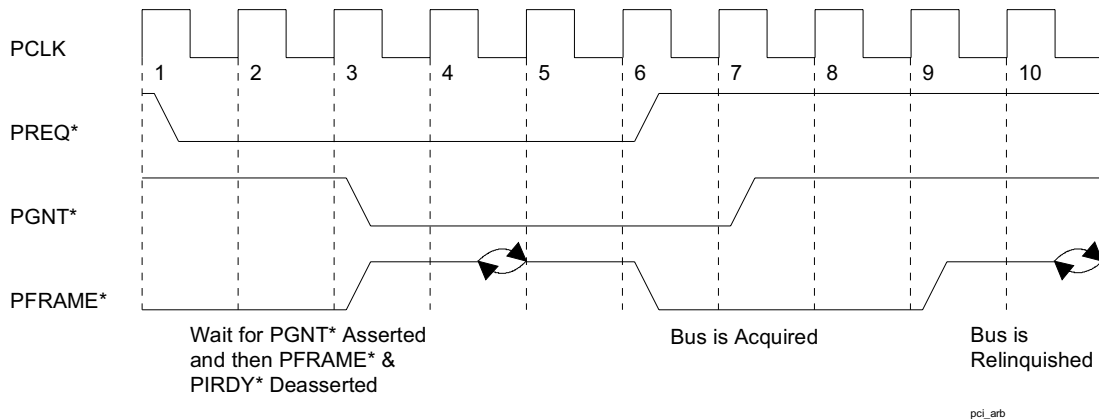 PCLK
1 2 3 4 5 6 7 8 9 10
PREQ*
PGNT*
PFRAME*
Wait for PGNT* Asserted
and then PFRAME* &
PIRDY* Deasserted
Bus is Acquired
Bus is
Relinquished
pci_arb